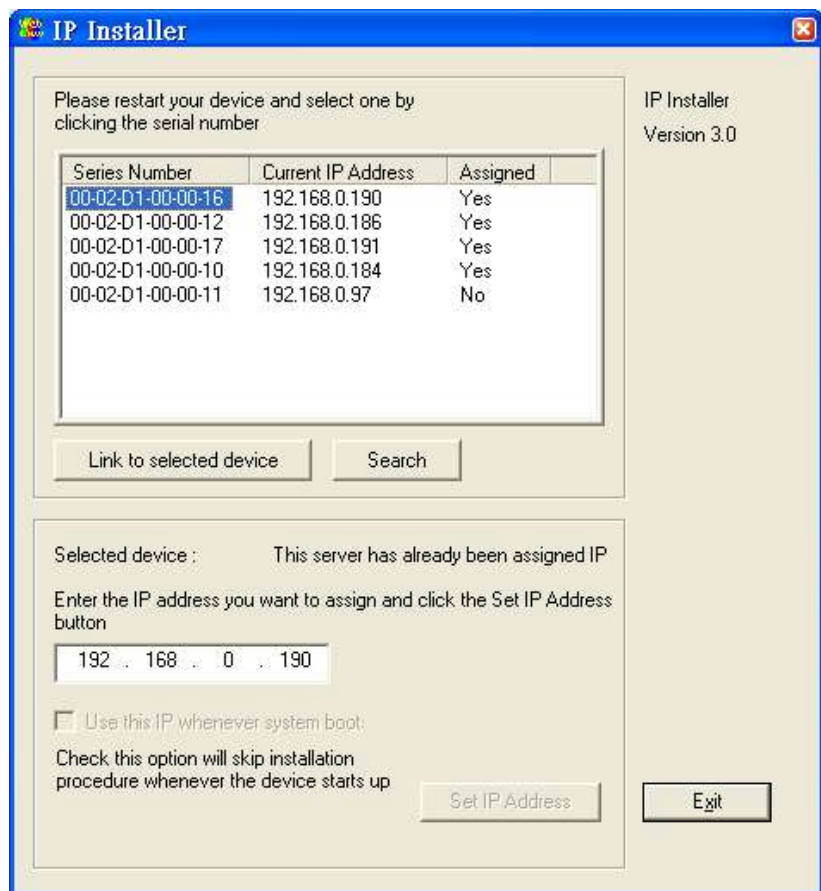 IP Installer
Please restart your device and select one by
clicking the serial number
IP Installer
Version 3.0
Series Number Current IP Address Assigned
00-02-D1-00-00-16 192.168.0.190 Yes
00-02-D1-00-00-12 192.168.0.186 Yes
00-02-D1-00-00-17 192.168.0.191 Yes
00-02-D1-00-00-10 192.168.0.184 Yes
00-02-D1-00-00-11 192.168.0.97 No
Link to selected device Search
Selected device : This server has already been assigned IP
Enter the IP address you want to assign and click the Set IP Address
button
192 . 168 . 0 . 190
Use this IP whenever system boot.
Check this option will skip installation
procedure whenever the device starts up
Set IP Address Exit